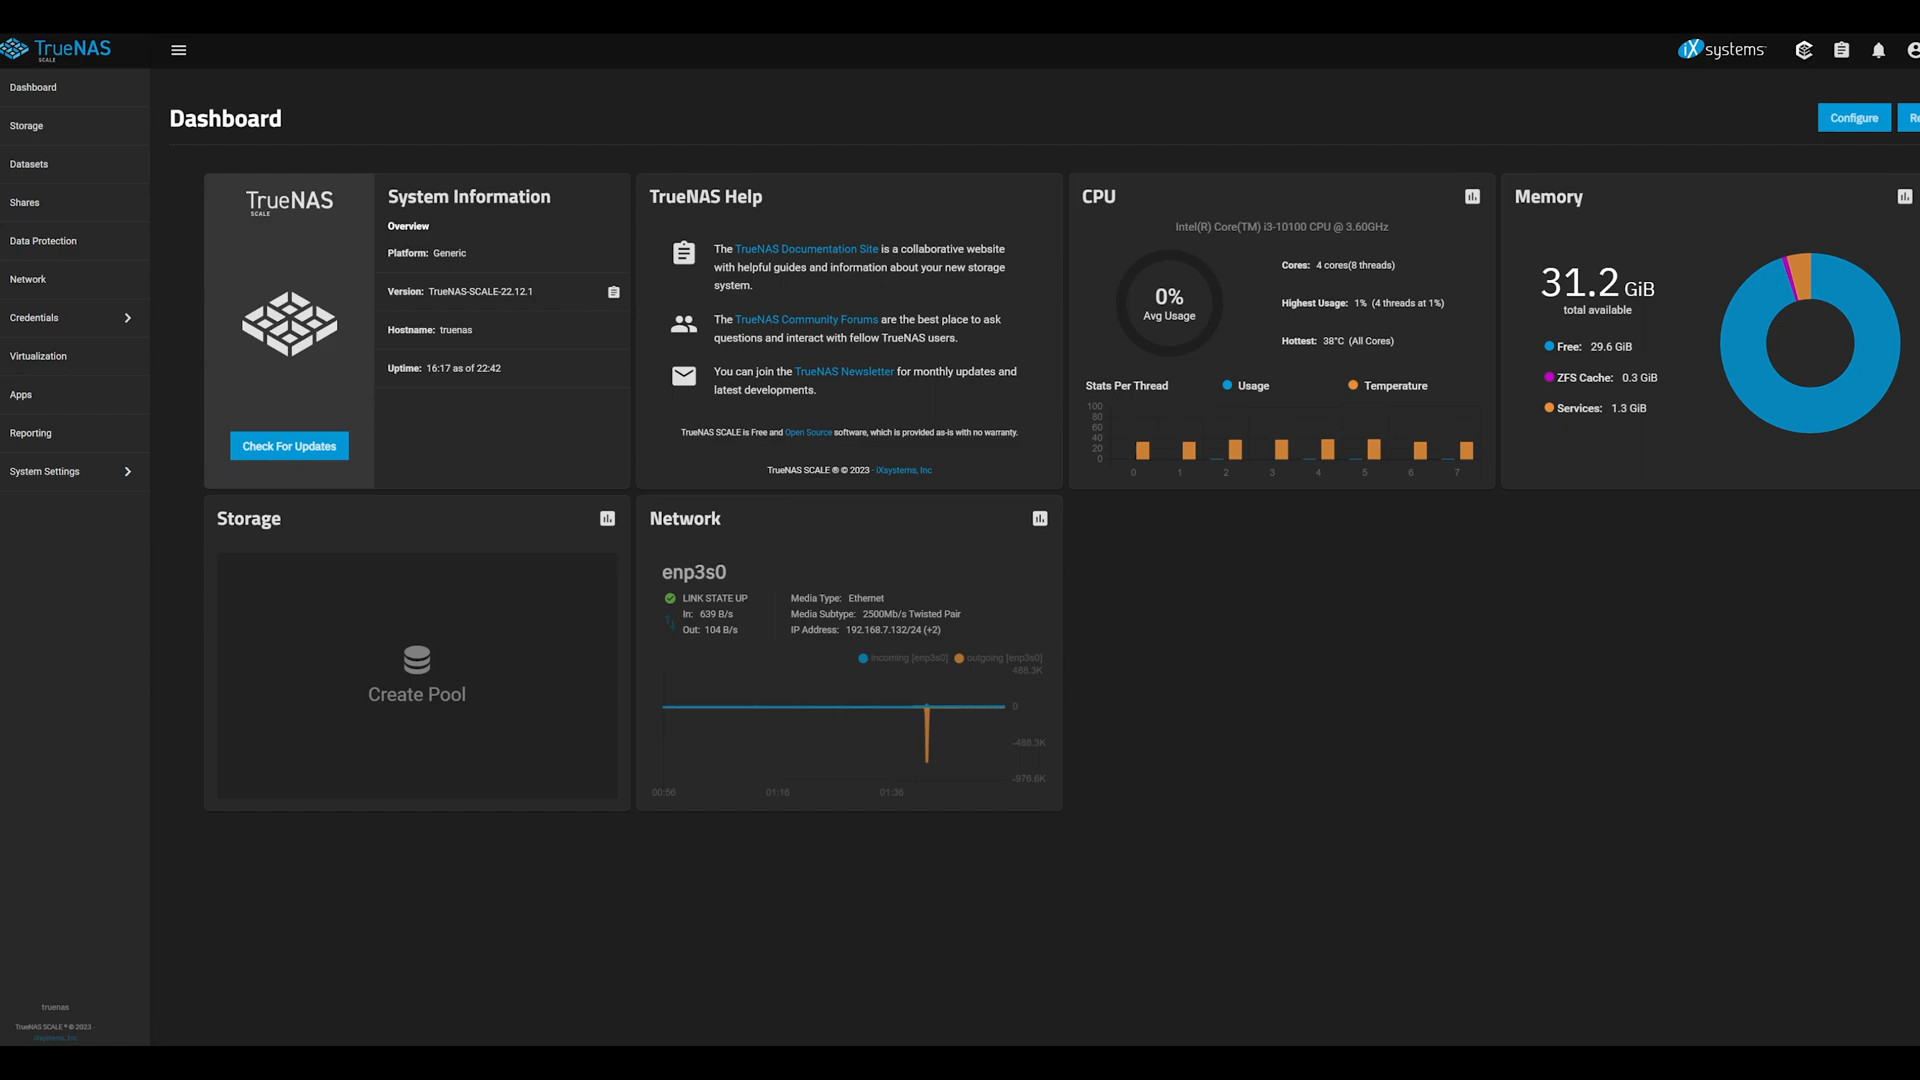 TrueNAS
SCALE
iXsystems
Dashboard
Storage
Datasets
Shares
Data Protection
Network
Credentials
Virtualization
Apps
Reporting
System Settings
truenas
TrueNAS SCALE ® © 2023 -
iXsystems, Inc
Dashboard
Configure
Re
TrueNAS
SCALE
Check For Updates
System Information
Overview
Platform: Generic
Version: TrueNAS-SCALE-22.12.1
Hostname: truenas
Uptime: 16:17 as of 22:42
TrueNAS Help
The TrueNAS Documentation Site is a collaborative website
with helpful guides and information about your new storage
system.
The TrueNAS Community Forums are the best place to ask
questions and interact with fellow TrueNAS users.
You can join the TrueNAS Newsletter for monthly updates and
latest developments.
TrueNAS SCALE is Free and Open Source software, which is provided as-is with no warranty.
TrueNAS SCALE ® © 2023 - iXsystems, Inc
CPU
Intel(R) Core(TM) i3-10100 CPU @ 3.60GHz
0%
Avg Usage
Cores: 4 cores(8 threads)
Highest Usage: 1% (4 threads at 1%)
Hottest: 38°C (All Cores)
Stats Per Thread
Usage
Temperature
100
80
60
40
20
0
0 1 2 3 4 5 6 7
Memory
31.2 GiB
total available
Free: 29.6 GiB
ZFS Cache: 0.3 GiB
Services: 1.3 GiB
Storage
Create Pool
Network
enp3s0
LINK STATE UP
In: 639 B/s
Out: 104 B/s
Media Type: Ethernet
Media Subtype: 2500Mb/s Twisted Pair
IP Address: 192.168.7.132/24 (+2)
incoming [enp3s0] outgoing [enp3s0]
488.3K
0
-488.3K
-976.6K
00:56 01:16 01:36